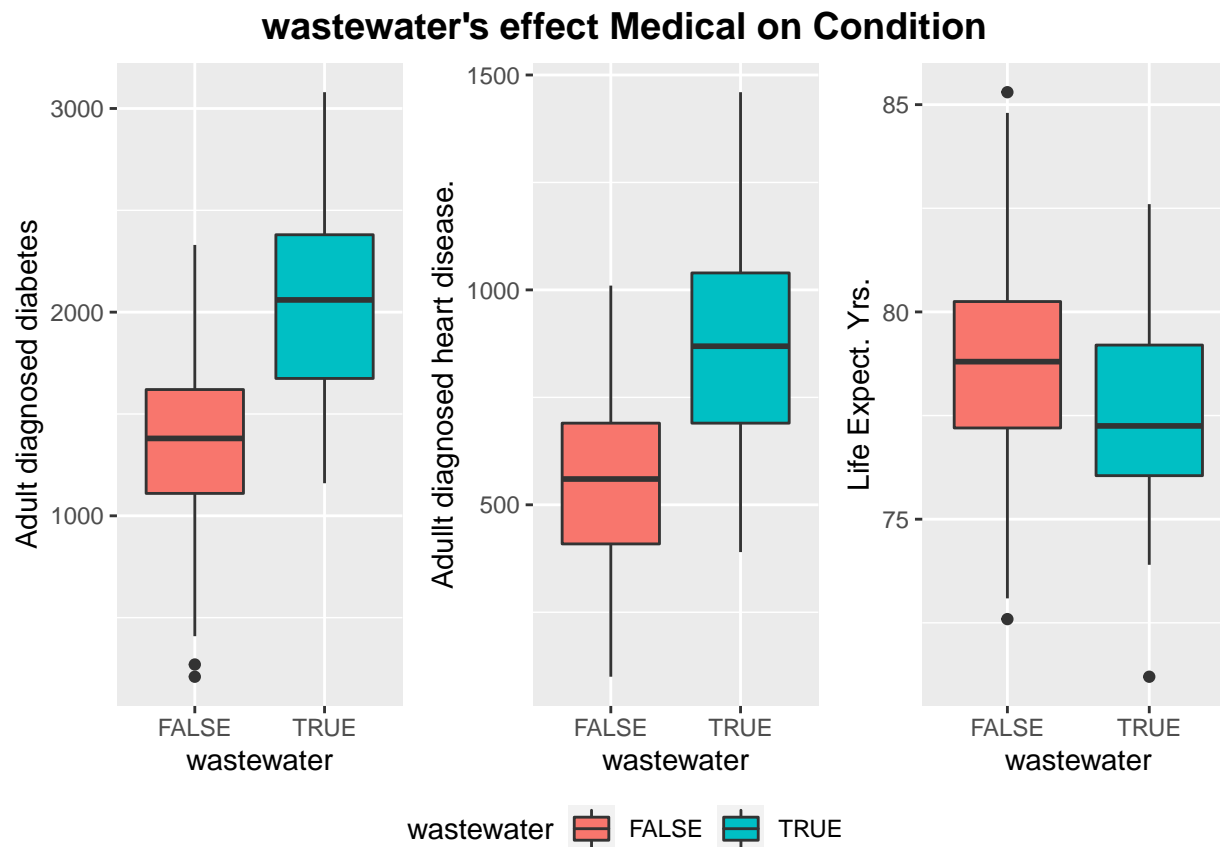 wastewater's effect Medical on Condition
Adult diagnosed diabetes
3000
2000
1000
FALSE TRUE
wastewater
Adullt diagnosed heart disease.
1500
1000
500
FALSE TRUE
wastewater
Life Expect. Yrs.
85
80
75
FALSE TRUE
wastewater
wastewater FALSE TRUE